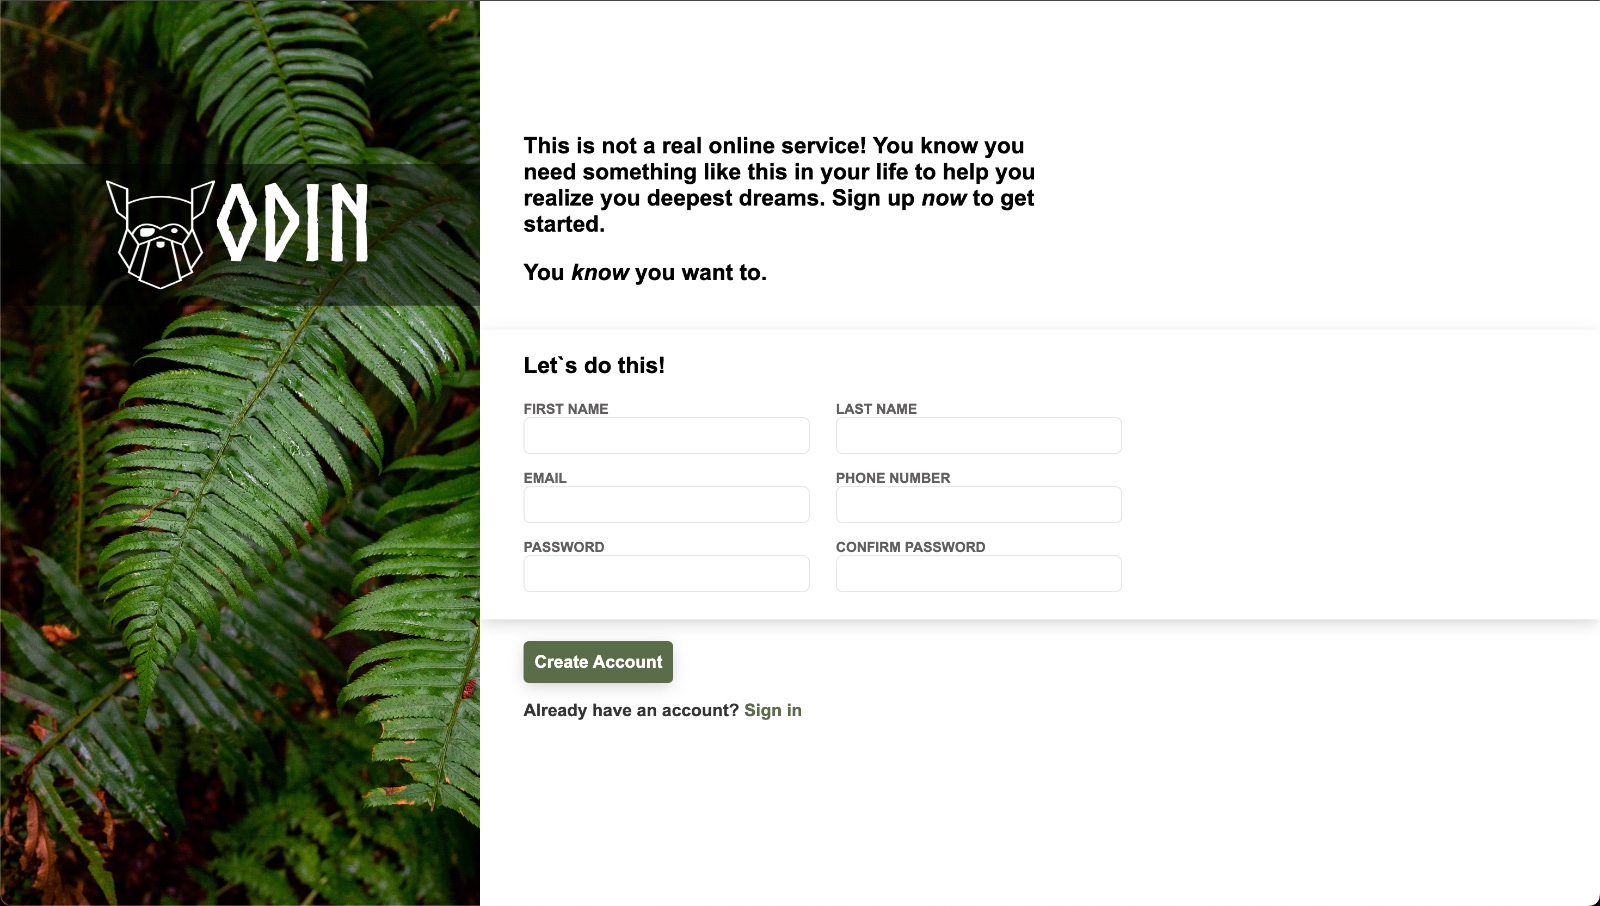 ODIN
This is not a real online service! You know you
need something like this in your life to help you
realize you deepest dreams. Sign up now to get
started.
You know you want to.
Let`s do this!
FIRST NAME
LAST NAME
EMAIL
PHONE NUMBER
PASSWORD
CONFIRM PASSWORD
Create Account
Already have an account? Sign in